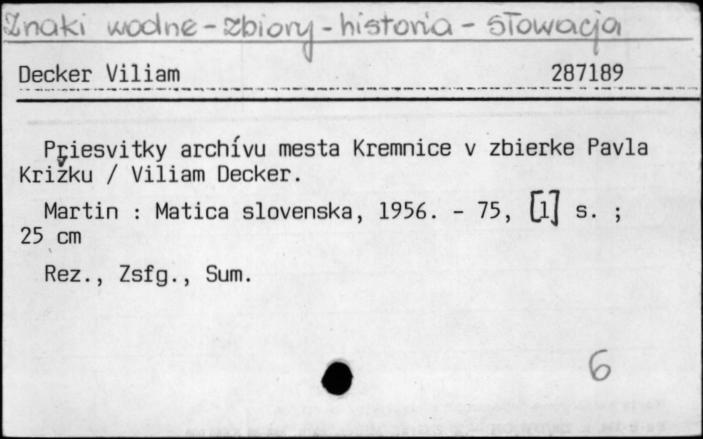 Znaki wodne - zbiory - historia - Słowacja
Decker Viliam 287189
Priesvitky archívu mesta Kremnice v zbierke Pavla
Križku / Viliam Decker.
Martin : Matica slovenska, 1956. - 75, [1] s. ;
25 cm
Rez., Zsfg., Sum.
6